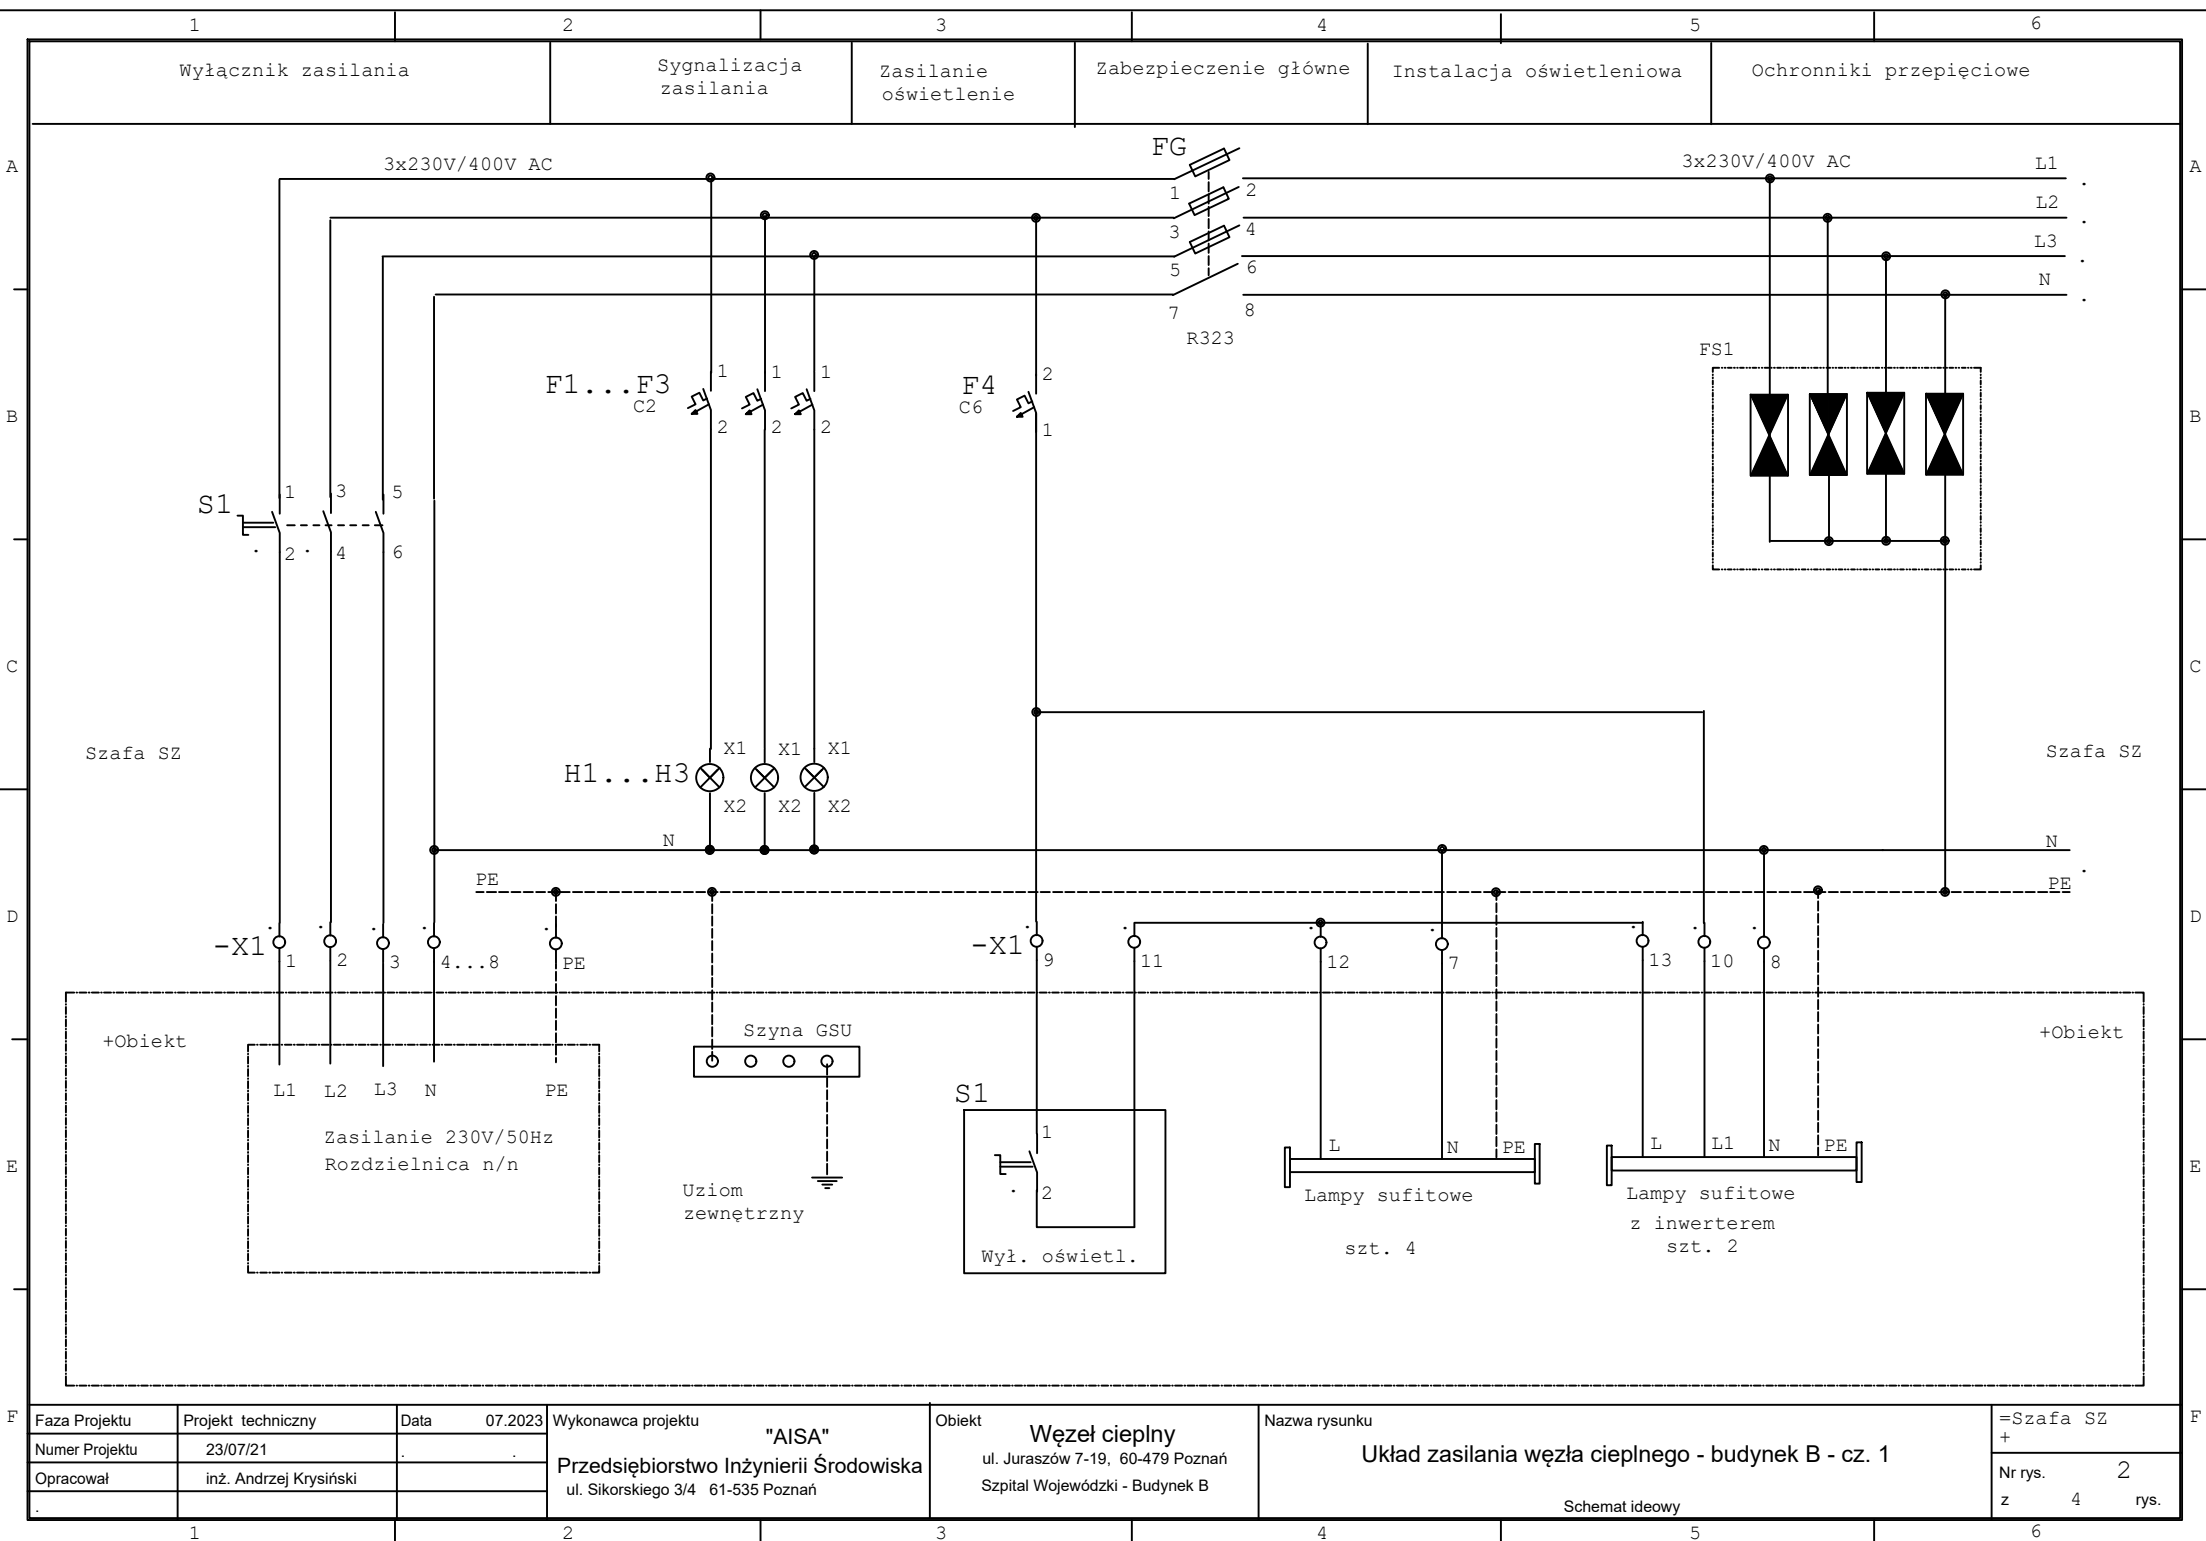 1 2 3 4 5 6
Wyłącznik zasilania
Sygnalizacja
zasilania
Zasilanie
oświetlenie
Zabezpieczenie główne
Instalacja oświetleniowa
Ochronniki przepięciowe
A A
3x230V/400V AC
FG
3x230V/400V AC
L1
L2
L3
N
1 2
3 4
5 6
7 8
R323
FS1
F1...F3
C2
1 1 1
2 2 2
F4
C6
2
1
B B
S1
1 3 5
2 4 6
C C
Szafa SZ
Szafa SZ
H1...H3
X1 X1 X1
X2 X2 X2
N
N
PE
PE
D D
-X1
1 2 3 4...8 PE
-X1
9 11 12 7 13 10 8
+Obiekt
+Obiekt
L1 L2 L3 N PE
Zasilanie 230V/50Hz
Rozdzielnica n/n
Szyna GSU
Uziom
zewnętrzny
S1
1
2
Wył. oświetl.
L N PE
Lampy sufitowe
szt. 4
L L1 N PE
Lampy sufitowe
z inwerterem
szt. 2
E E
F F
Faza Projektu Projekt techniczny Data 07.2023
Numer Projektu 23/07/21
Opracował inż. Andrzej Krysiński
Wykonawca projektu
"AISA"
Przedsiębiorstwo Inżynierii Środowiska
ul. Sikorskiego 3/4 61-535 Poznań
Obiekt
Węzeł cieplny
ul. Juraszów 7-19, 60-479 Poznań
Szpital Wojewódzki - Budynek B
Nazwa rysunku
Układ zasilania węzła cieplnego - budynek B - cz. 1
Schemat ideowy
=Szafa SZ
+
Nr rys. 2
z 4 rys.
1 2 3 4 5 6